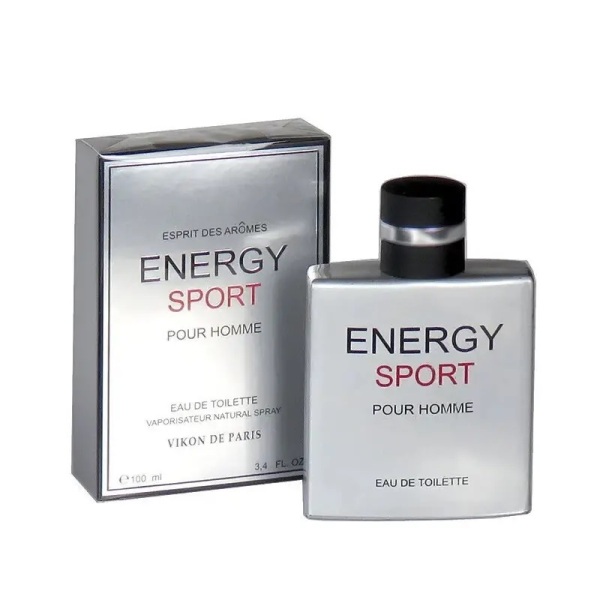 ESPRIT DES ARÔMES
ENERGY
SPORT
POUR HOMME
EAU DE TOILETTE
VAPORISATEUR NATURAL SPRAY
VIKON DE PARIS
℮ 100 ml 3,4 FL. OZ
ENERGY
SPORT
POUR HOMME
EAU DE TOILETTE